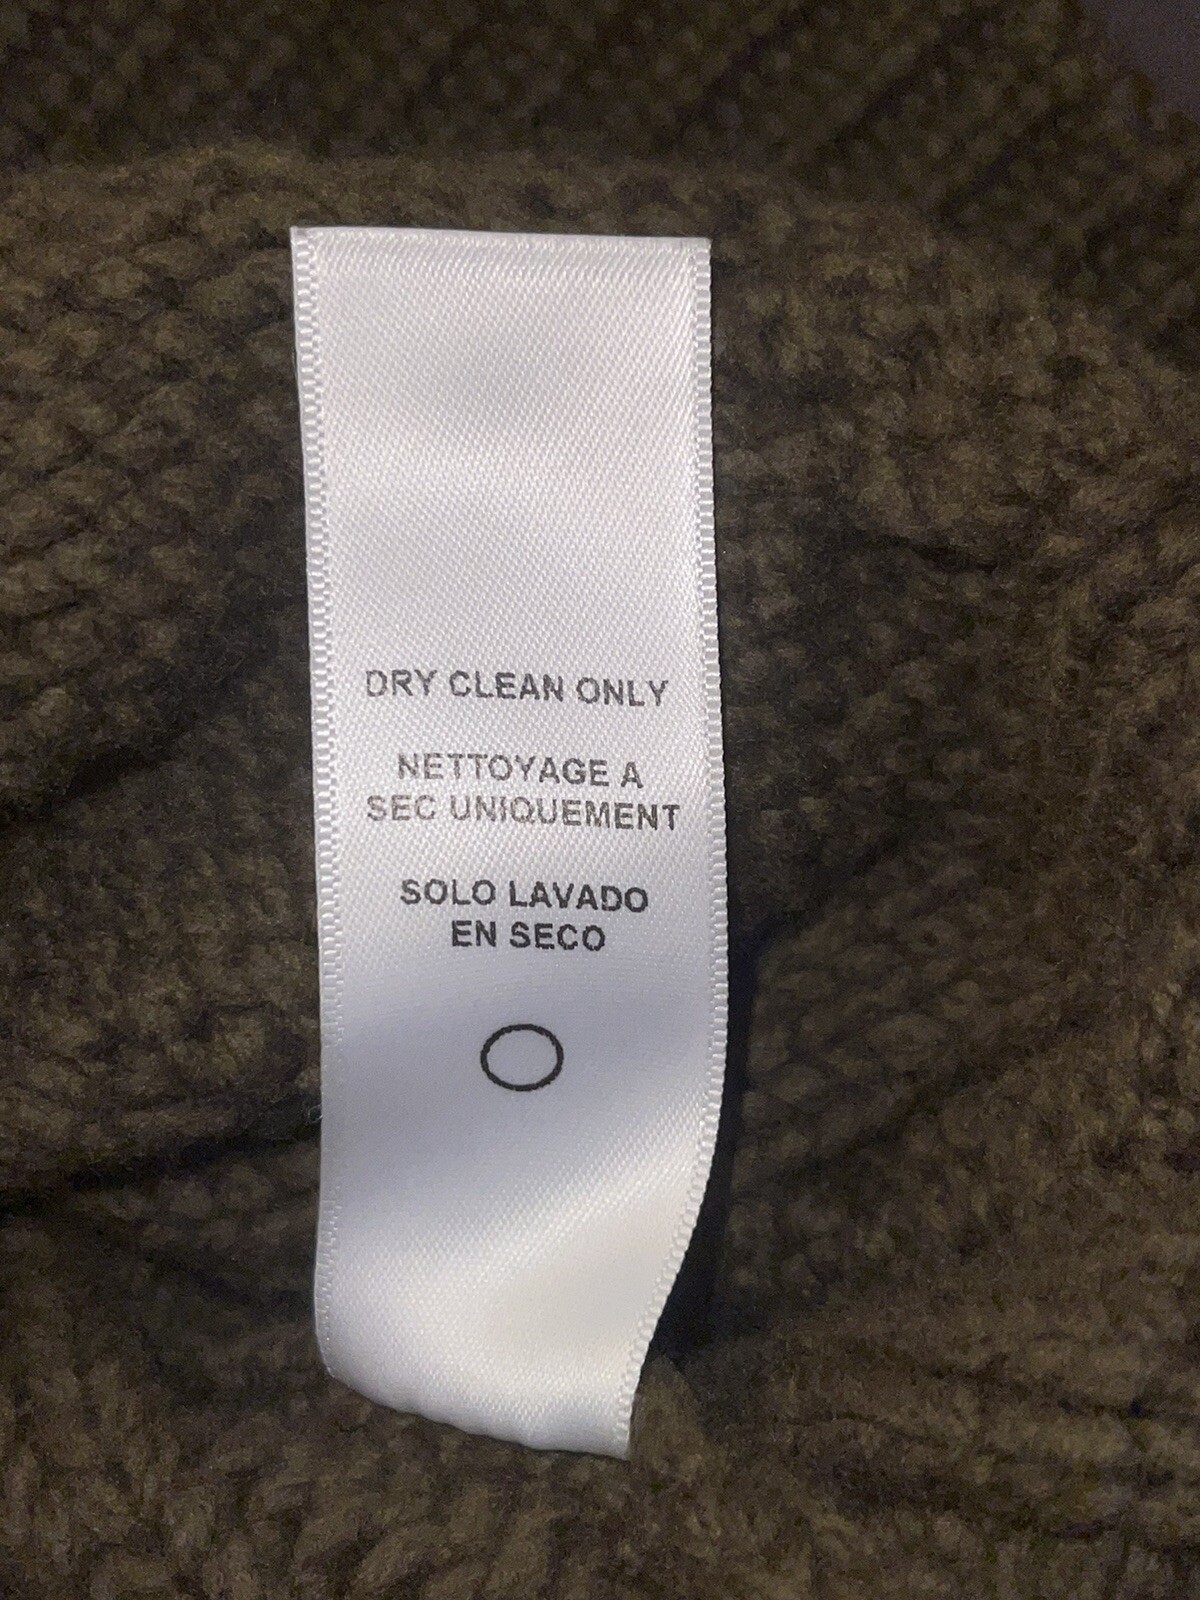 DRY CLEAN ONLY
NETTOYAGE A
SEC UNIQUEMENT
SOLO LAVADO
EN SECO